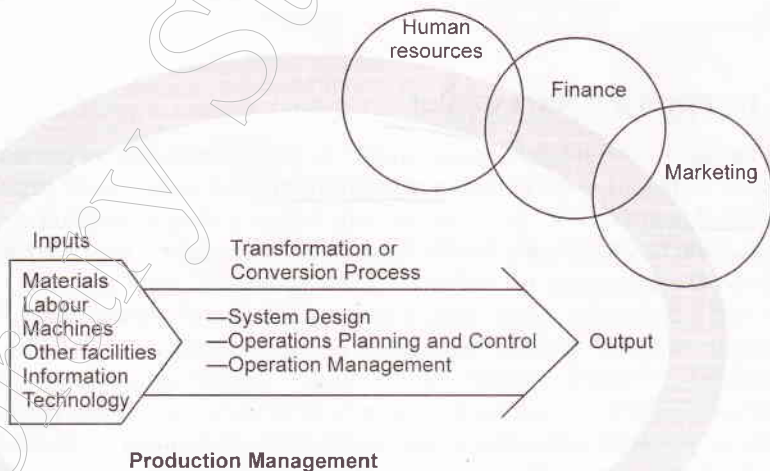 Human
resources
Finance
Marketing
Inputs
Materials
Labour
Machines
Other facilities
Information
Technology
Transformation or
Conversion Process
—System Design
—Operations Planning and Control
—Operation Management
Output
Production Management